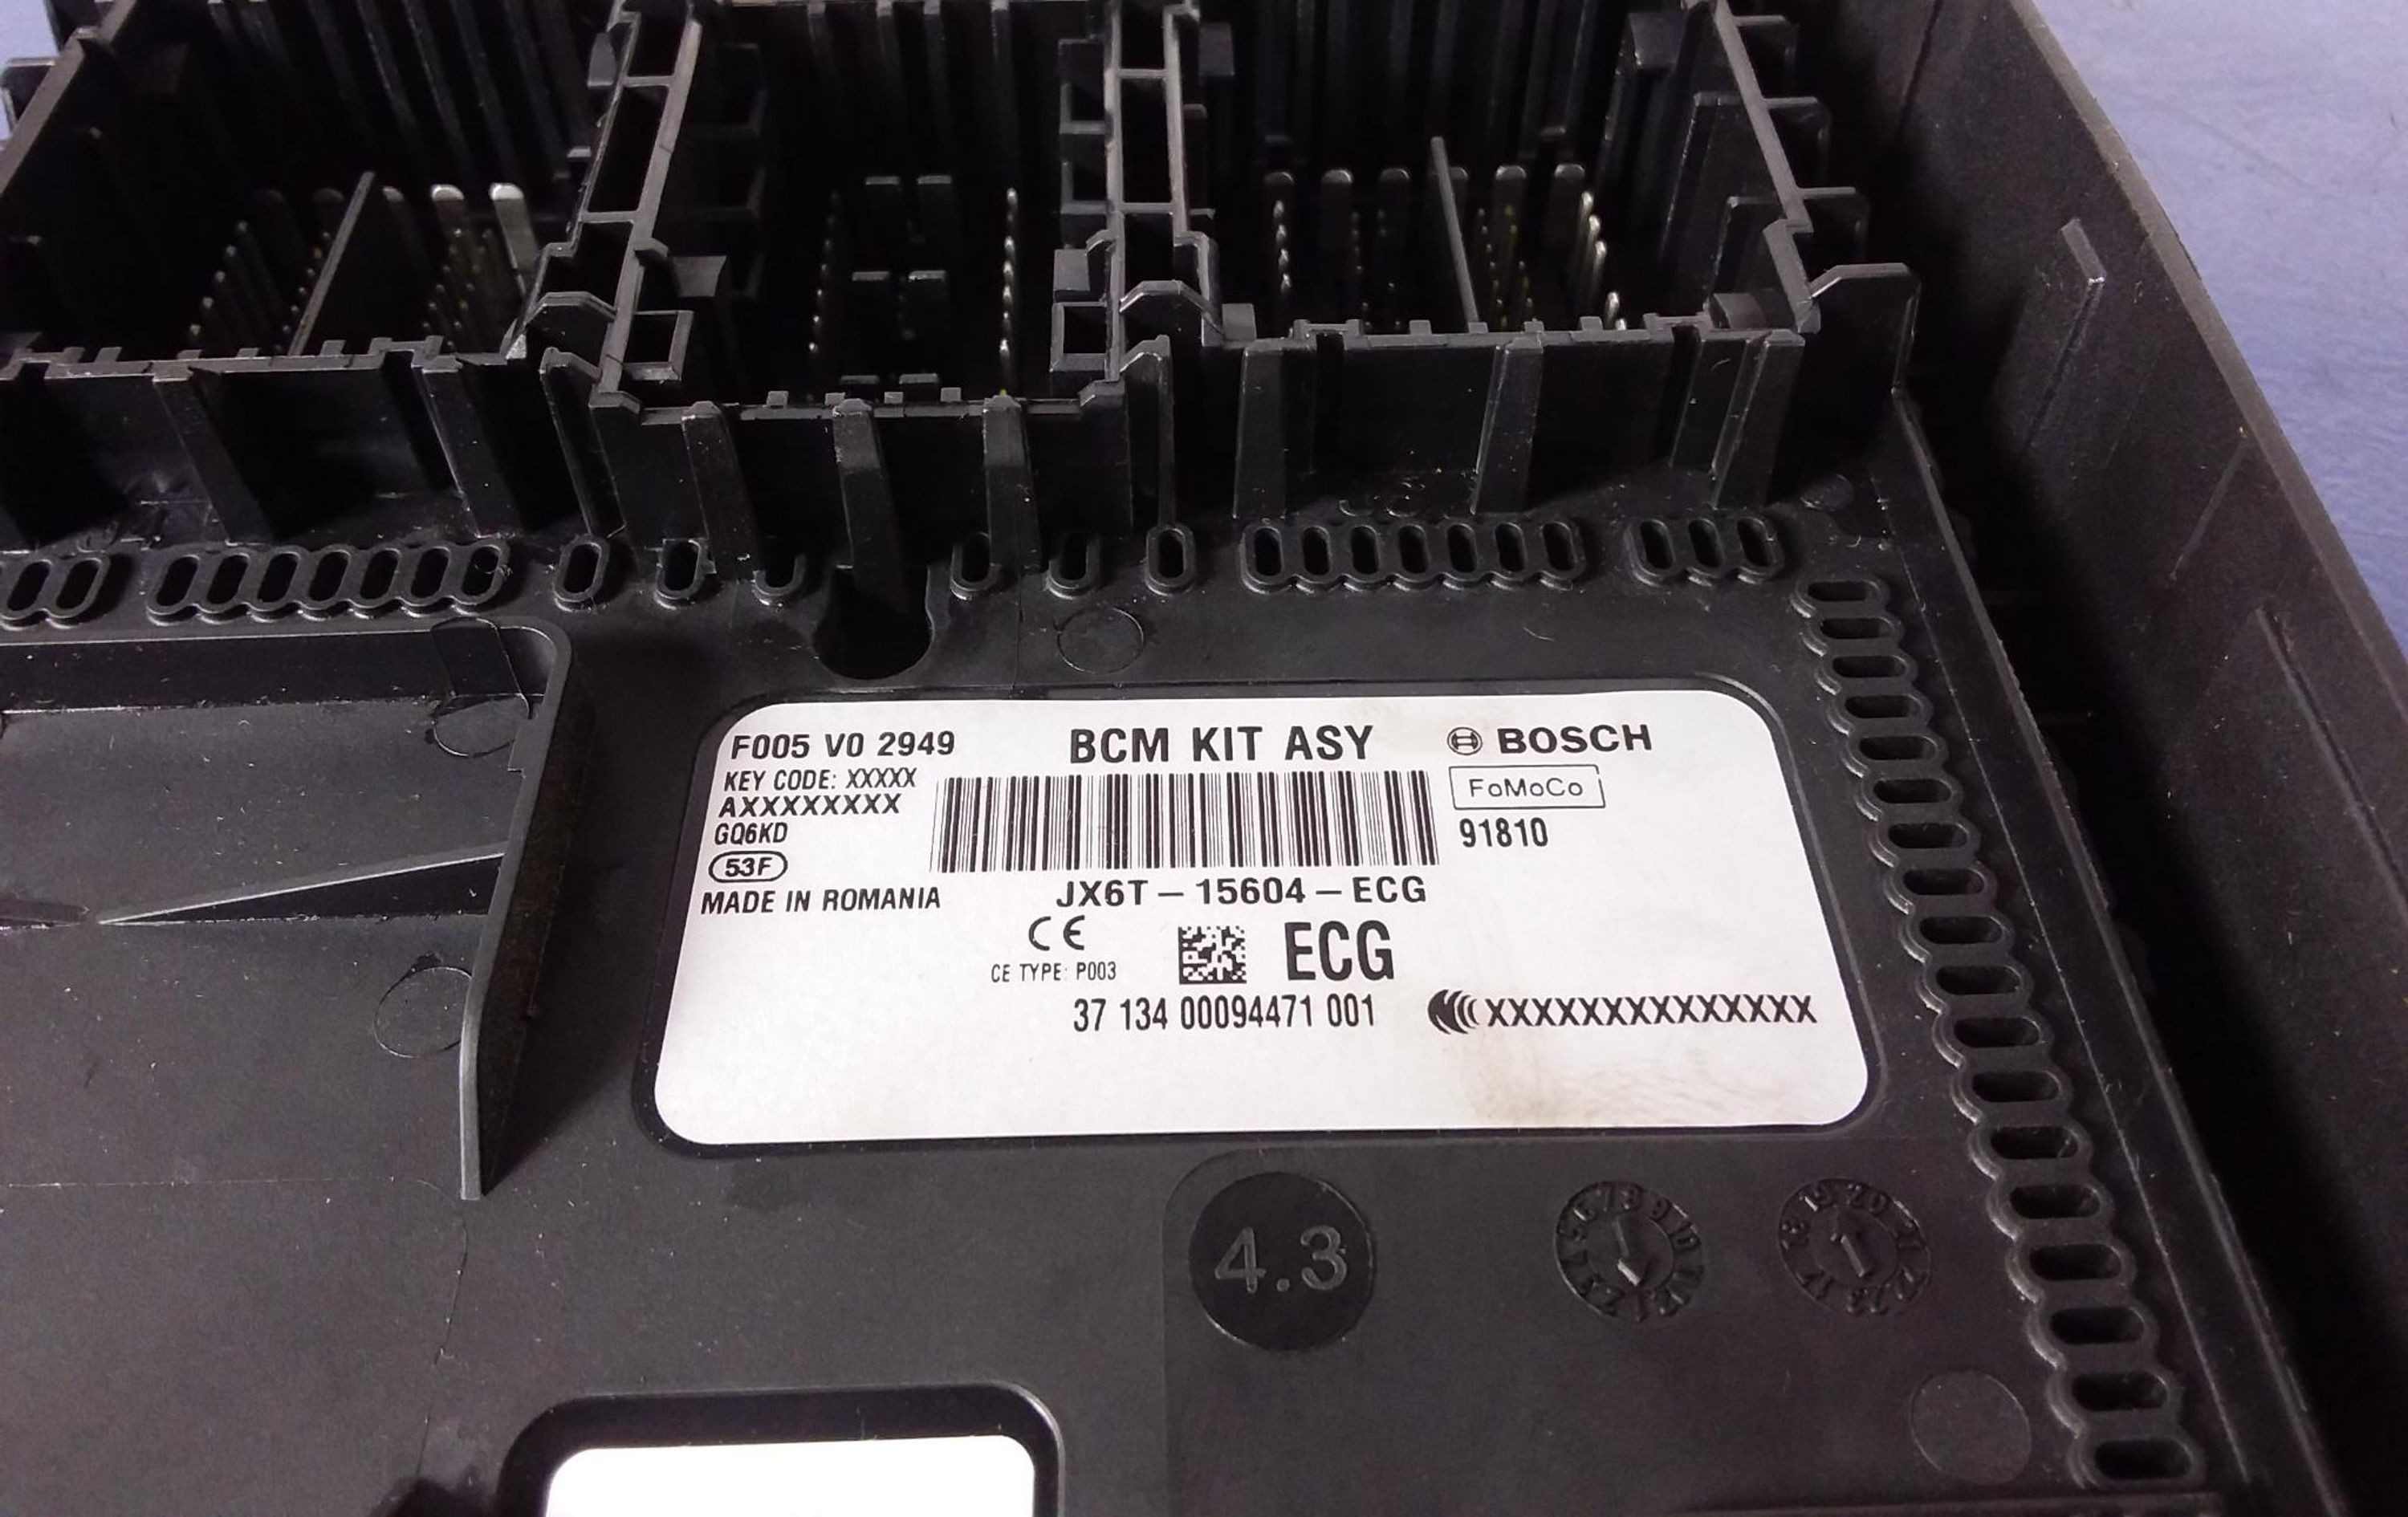 F005 V0 2949
BCM KIT ASY
BOSCH
KEY CODE: XXXXX
AXXXXXXXX
GQ6KD
53F
MADE IN ROMANIA
FoMoCo
91810
JX6T-15604-ECG
CE
CE TYPE: P003
ECG
37 134 00094471 001
XXXXXXXXXXXXXX
4.3